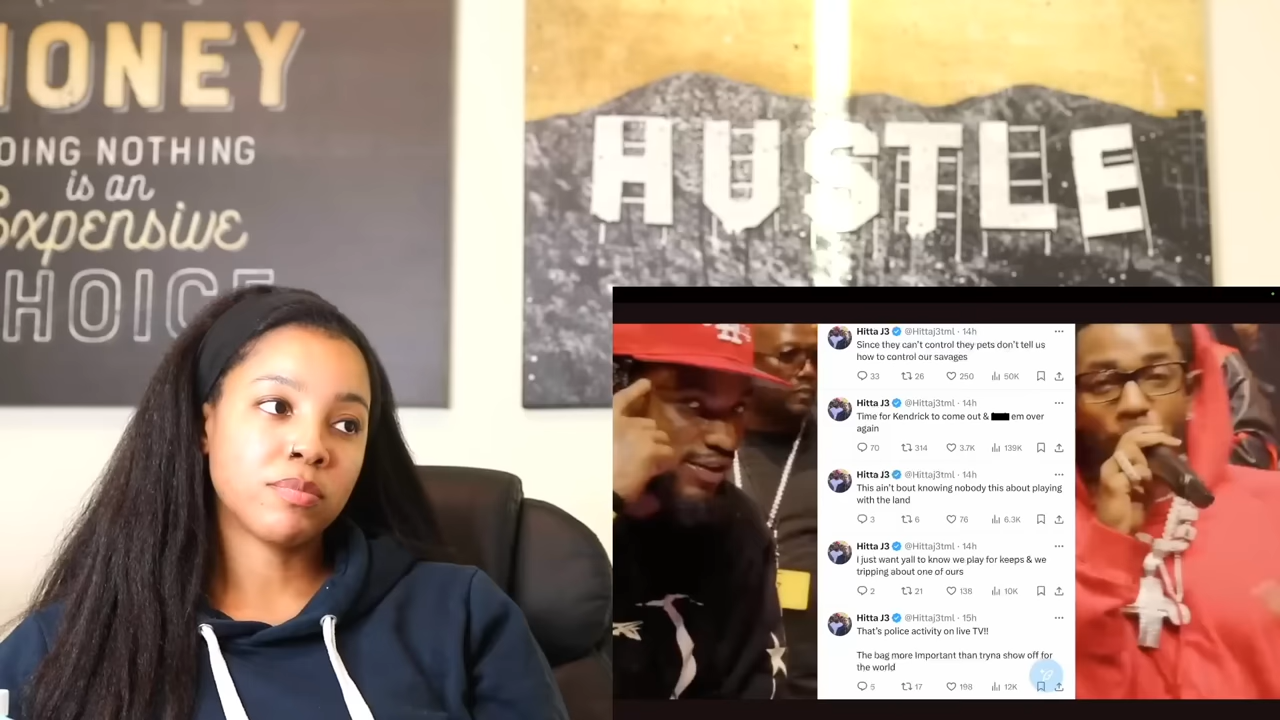 MONEY
DOING NOTHING
is an
Expensive
CHOICE
HUSTLE
Hitta J3 @Hittaj3tml · 14h
Since they can't control they pets don't tell us
how to control our savages
33 26 250 50K
Hitta J3 @Hittaj3tml · 14h
Time for Kendrick to come out & em over
again
70 314 3.7K 139K
Hitta J3 @Hittaj3tml · 14h
This ain't bout knowing nobody this about playing
with the land
3 6 76 6.3K
Hitta J3 @Hittaj3tml · 14h
I just want yall to know we play for keeps & we
tripping about one of ours
2 21 138 10K
Hitta J3 @Hittaj3tml · 15h
That's police activity on live TV!!
The bag more Important than tryna show off for
the world
5 17 198 12K